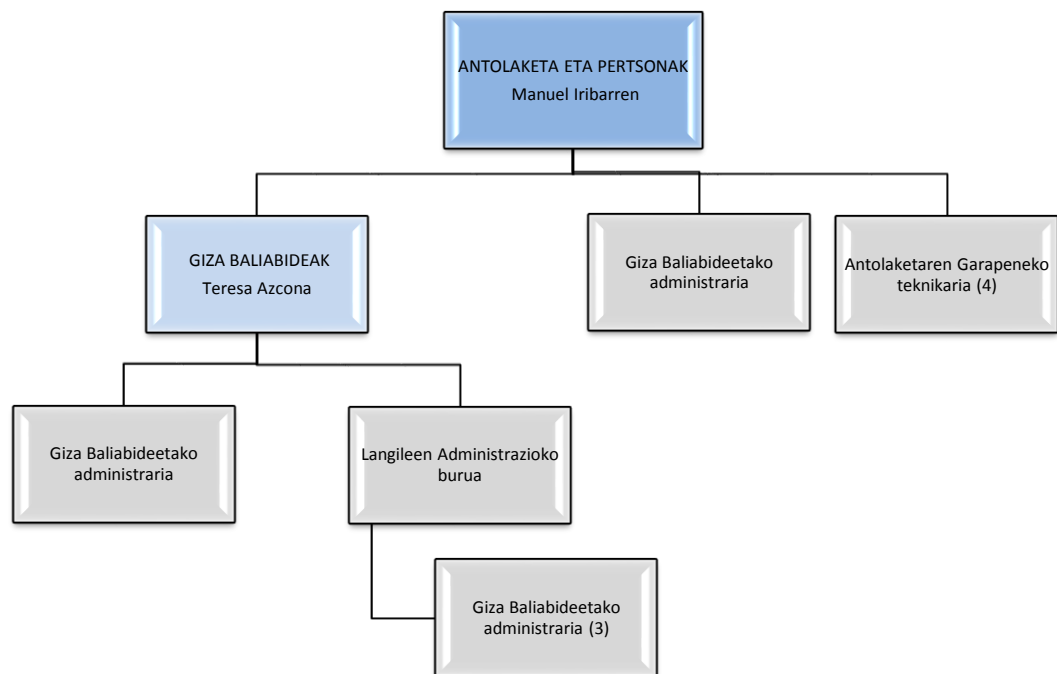 ANTOLAKETA ETA PERTSONAK
Manuel Iribarren
GIZA BALIABIDEAK
Teresa Azcona
Giza Baliabideetako
administraria
Antolaketaren Garapeneko
teknikaria (4)
Giza Baliabideetako
administraria
Langileen Administrazioko
burua
Giza Baliabideetako
administraria (3)